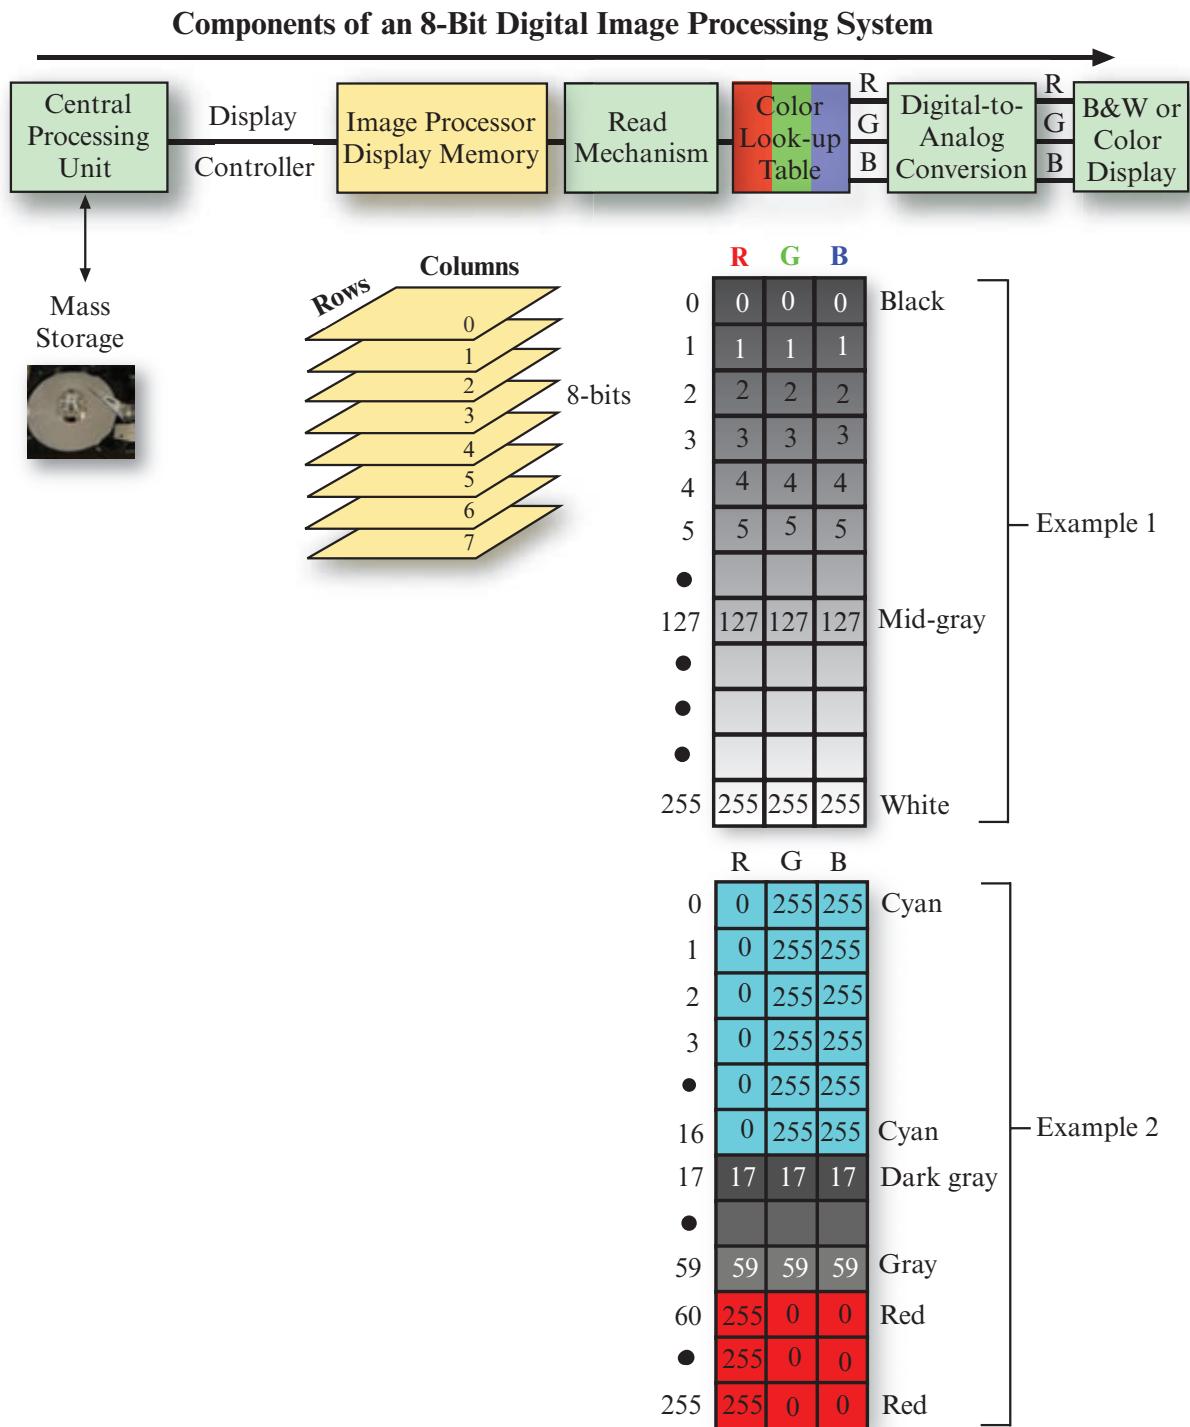 Components of an 8-Bit Digital Image Processing System
Central
Processing
Unit
Display
Controller
Image Processor
Display Memory
Read
Mechanism
Color
Look-up
Table
R
G
B
Digital-to-
Analog
Conversion
R
G
B
B&W or
Color
Display
Mass
Storage
Rows
Columns
0
1
2
3
4
5
6
7
8-bits
R G B
0 0 0 0 Black
1 1 1 1
2 2 2 2
3 3 3 3
4 4 4 4
5 5 5 5
127 127 127 127 Mid-gray
255 255 255 255 White
Example 1
R G B
0 0 255 255 Cyan
1 0 255 255
2 0 255 255
3 0 255 255
0 255 255
16 0 255 255 Cyan
17 17 17 17 Dark gray
59 59 59 59 Gray
60 255 0 0 Red
255 0 0
255 255 0 0 Red
Example 2